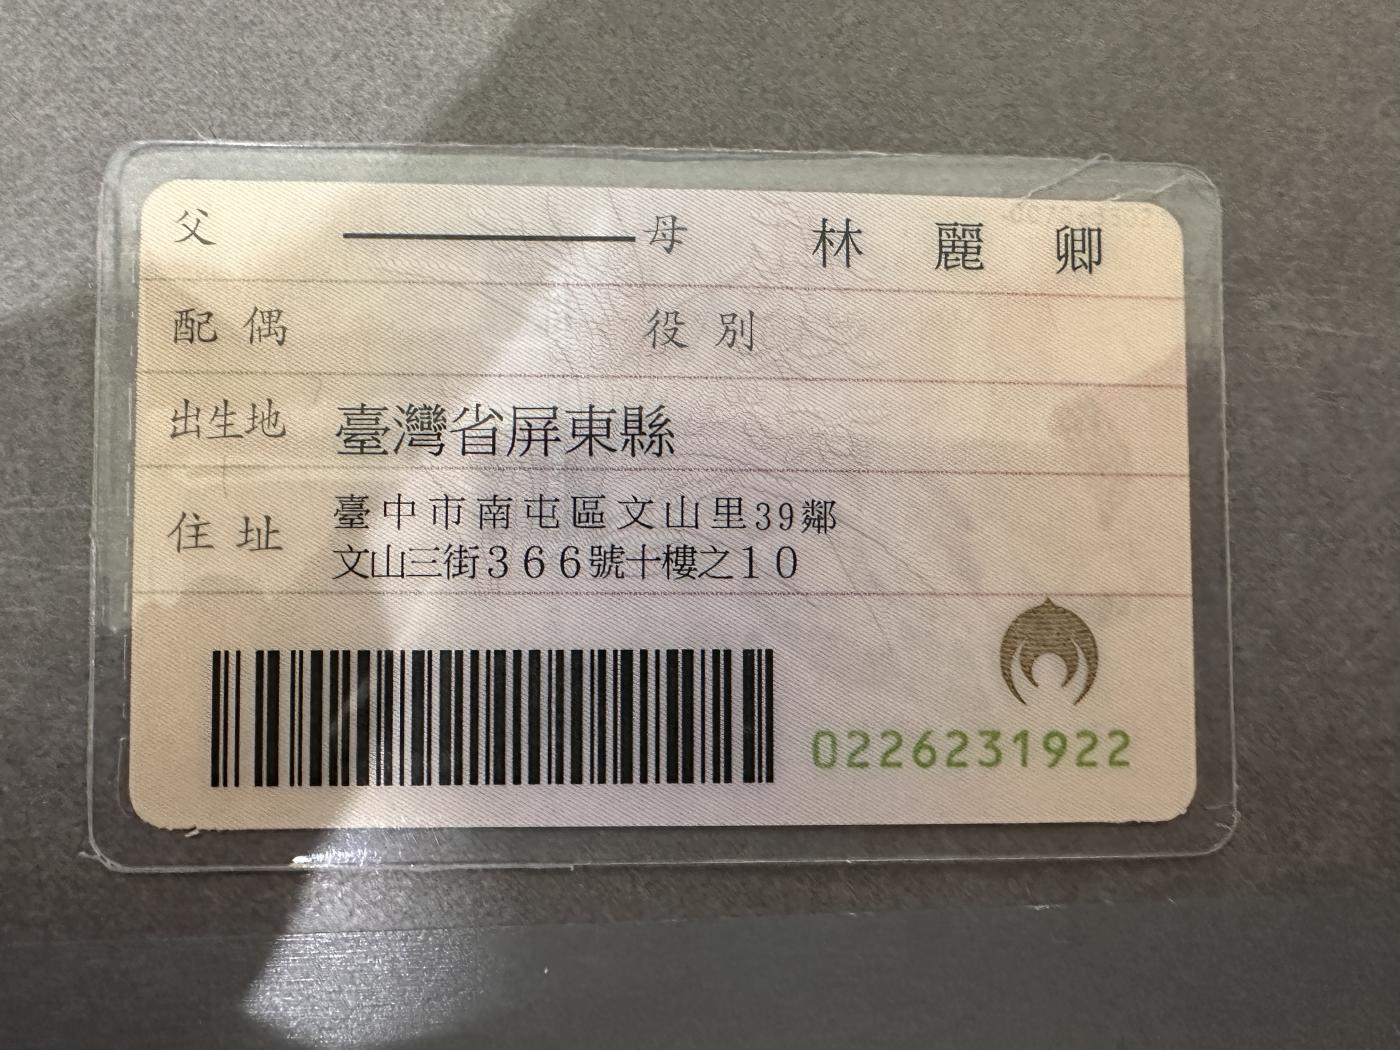 父 母 林麗卿
配偶 役別
出生地 臺灣省屏東縣
住址 臺中市南屯區文山里39鄰
文山三街366號十樓之10
0226231922